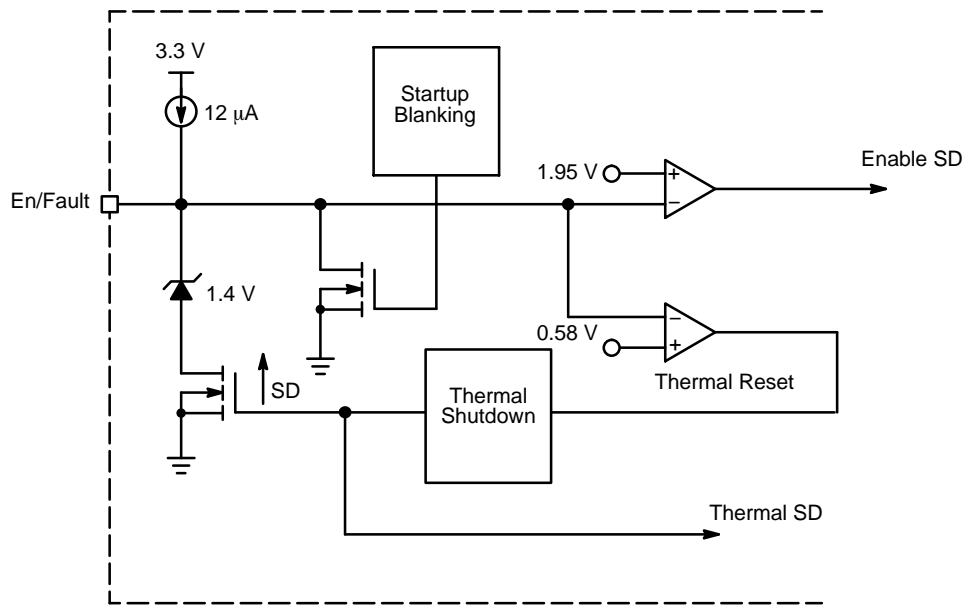 3.3 V
12 μA
Startup
Blanking
1.95 V
+
−
Enable SD
En/Fault
1.4 V
−
0.58 V
+
Thermal Reset
SD
Thermal
Shutdown
Thermal SD